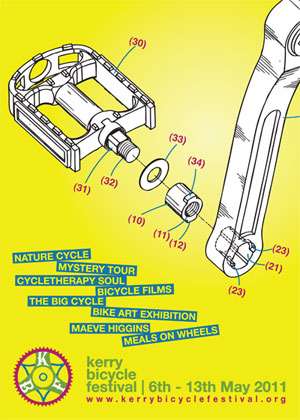 (30)
(33)
(34)
(31)
(32)
(10)
(11)
(12)
(23)
(21)
(23)
NATURE CYCLE
MYSTERY TOUR
CYCLETHERAPY SOUL
BICYCLE FILMS
THE BIG CYCLE
BIKE ART EXHIBITION
MAEVE HIGGINS
MEALS ON WHEELS
K
B
F
kerry
bicycle
festival | 6th - 13th May 2011
www.kerrybicyclefestival.org